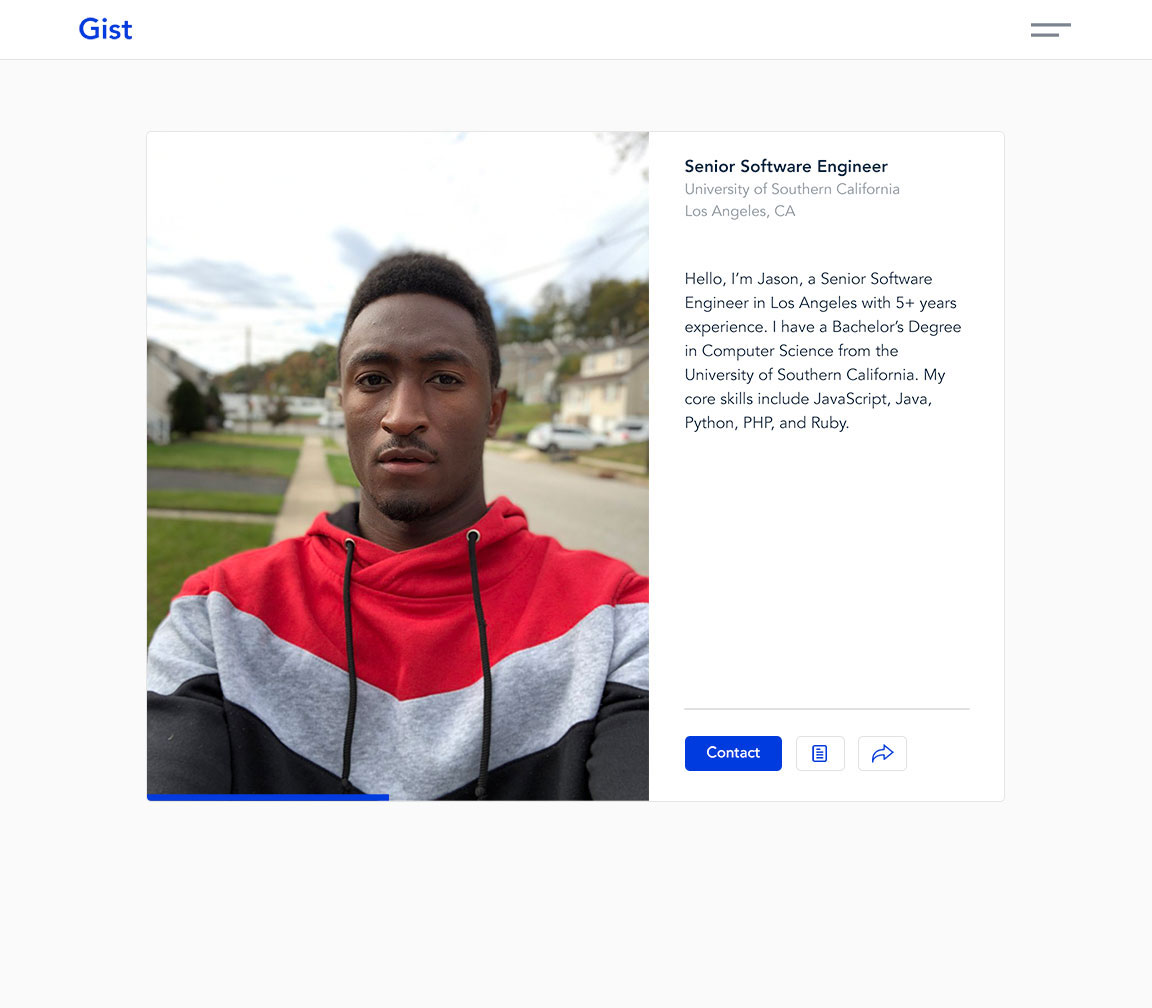 Gist
Senior Software Engineer
University of Southern California
Los Angeles, CA
Hello, I’m Jason, a Senior Software
Engineer in Los Angeles with 5+ years
experience. I have a Bachelor’s Degree
in Computer Science from the
University of Southern California. My
core skills include JavaScript, Java,
Python, PHP, and Ruby.
Contact